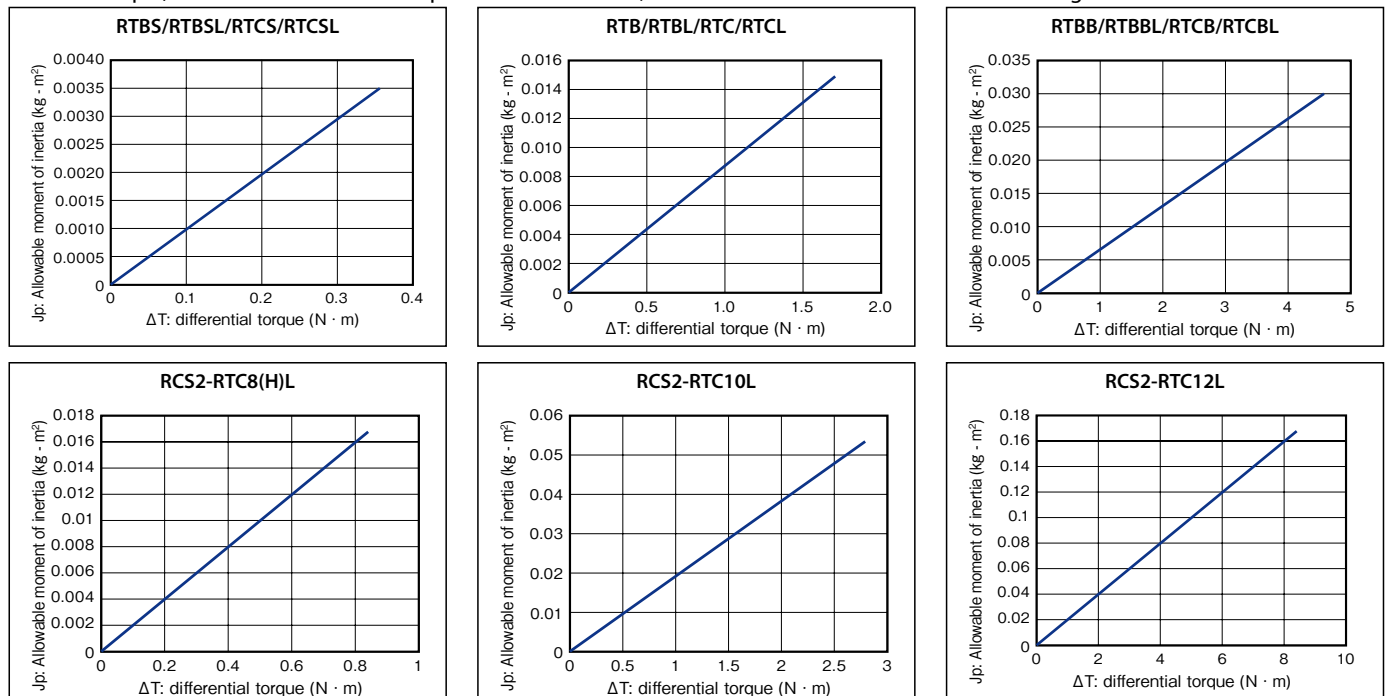 RTBS/RTBSL/RTCS/RTCSL
Jp: Allowable moment of inertia (kg - m²)
0.0040
0.0035
0.0030
0.0025
0.0020
0.0015
0.0010
0.0005
0
0 0.1 0.2 0.3 0.4
ΔT: differential torque (N · m)
RTB/RTBL/RTC/RTCL
Jp: Allowable moment of inertia (kg - m²)
0.016
0.014
0.012
0.010
0.008
0.006
0.004
0.002
0
0 0.5 1.0 1.5 2.0
ΔT: differential torque (N · m)
RTBB/RTBBL/RTCB/RTCBL
Jp: Allowable moment of inertia (kg - m²)
0.035
0.030
0.025
0.020
0.015
0.010
0.005
0
0 1 2 3 4 5
ΔT: differential torque (N · m)
RCS2-RTC8(H)L
Jp: Allowable moment of inertia (kg - m²)
0.018
0.016
0.014
0.012
0.01
0.008
0.006
0.004
0.002
0
0 0.2 0.4 0.6 0.8 1
ΔT: differential torque (N · m)
RCS2-RTC10L
Jp: Allowable moment of inertia (kg - m²)
0.06
0.05
0.04
0.03
0.02
0.01
0
0 0.5 1 1.5 2 2.5 3
ΔT: differential torque (N · m)
RCS2-RTC12L
Jp: Allowable moment of inertia (kg - m²)
0.18
0.16
0.14
0.12
0.1
0.08
0.06
0.04
0.02
0
0 2 4 6 8 10
ΔT: differential torque (N · m)